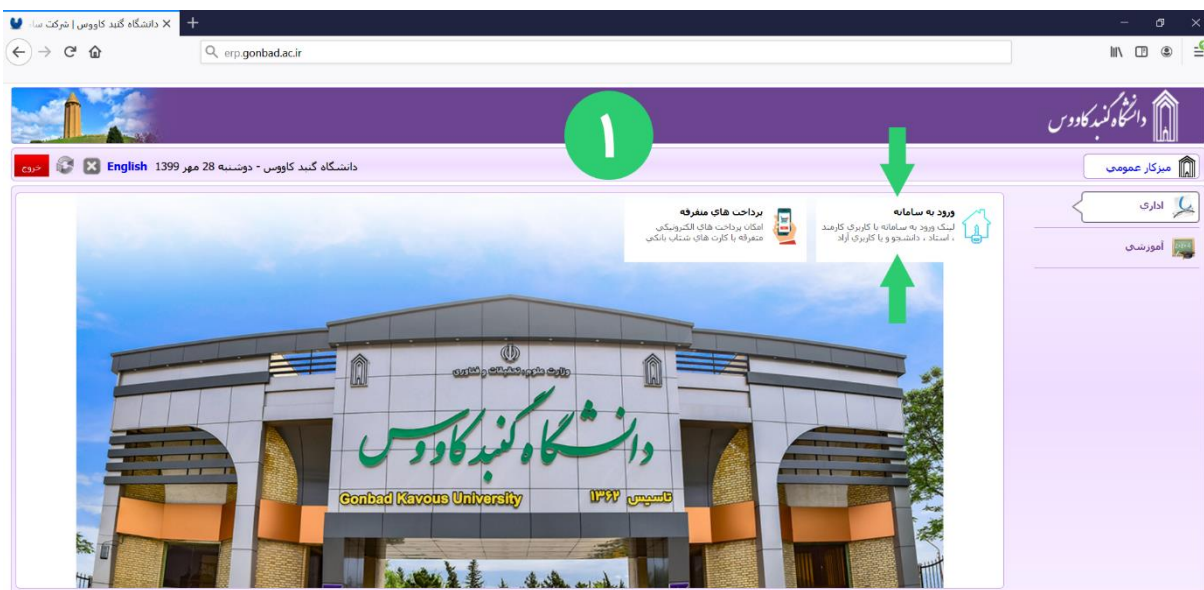 دانشگاه گنبد کاووس | شرکت سا
erp.gonbad.ac.ir
دانشگاه گنبد کاووس
۱
خروج
English
دانشگاه گنبد کاووس - دوشنبه 28 مهر 1399
میزکار عمومی
اداری
آموزشی
ورود به سامانه
لینک ورود به سامانه با کاربری کارمند
، استاد ، دانشجو و یا کاربری آزاد
پرداخت های متفرقه
امکان پرداخت های الکترونیکی
متفرقه با کارت های شتاب بانکی
وزارت علوم، تحقیقات و فناوری
دانشگاه گنبد کاووس
Gonbad Kavous University
تاسیس ۱۳۶۲